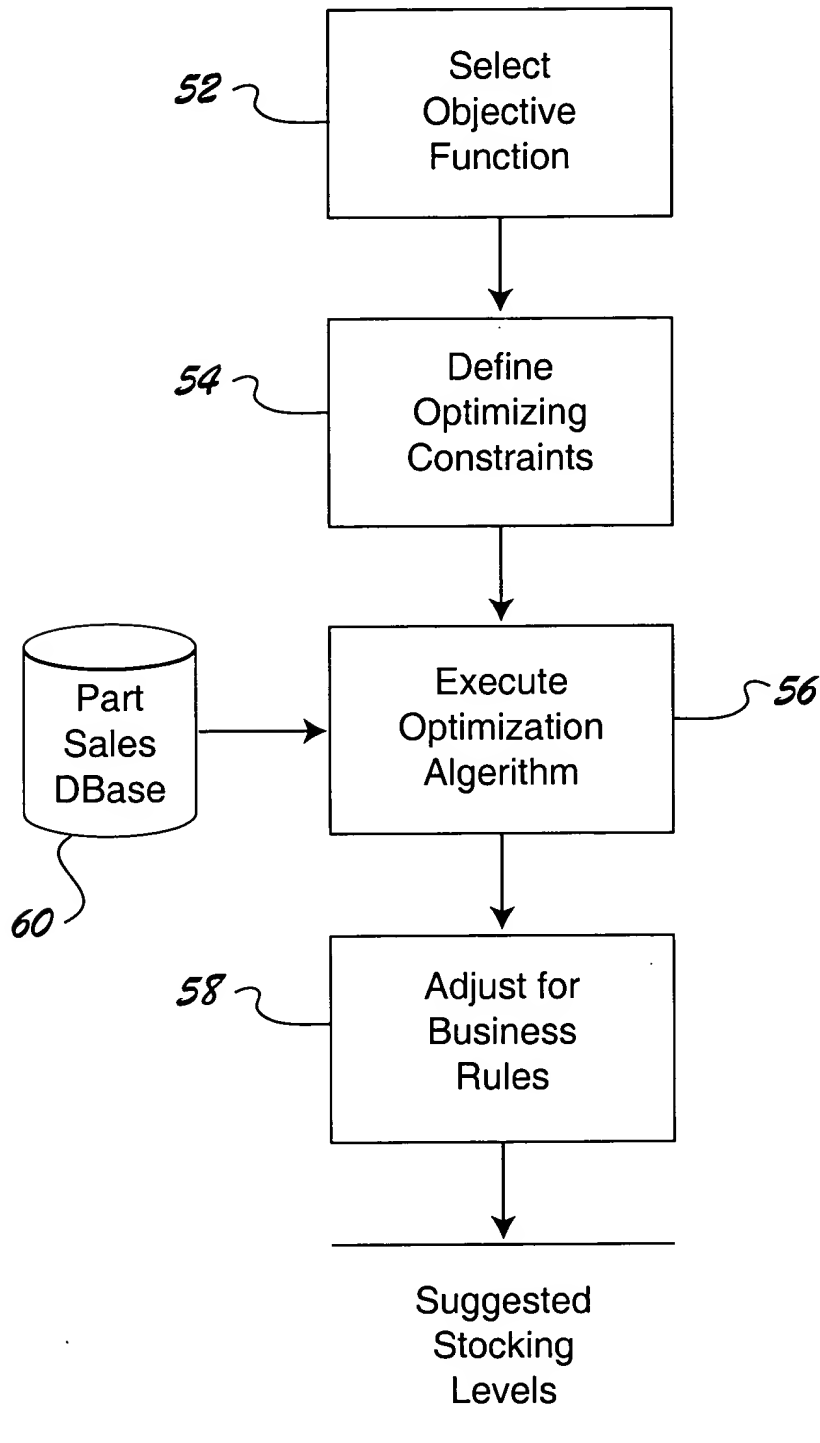 52
Select
Objective
Function
54
Define
Optimizing
Constraints
Part
Sales
DBase
60
Execute
Optimization
Algorithm
56
58
Adjust for
Business
Rules
Suggested
Stocking
Levels